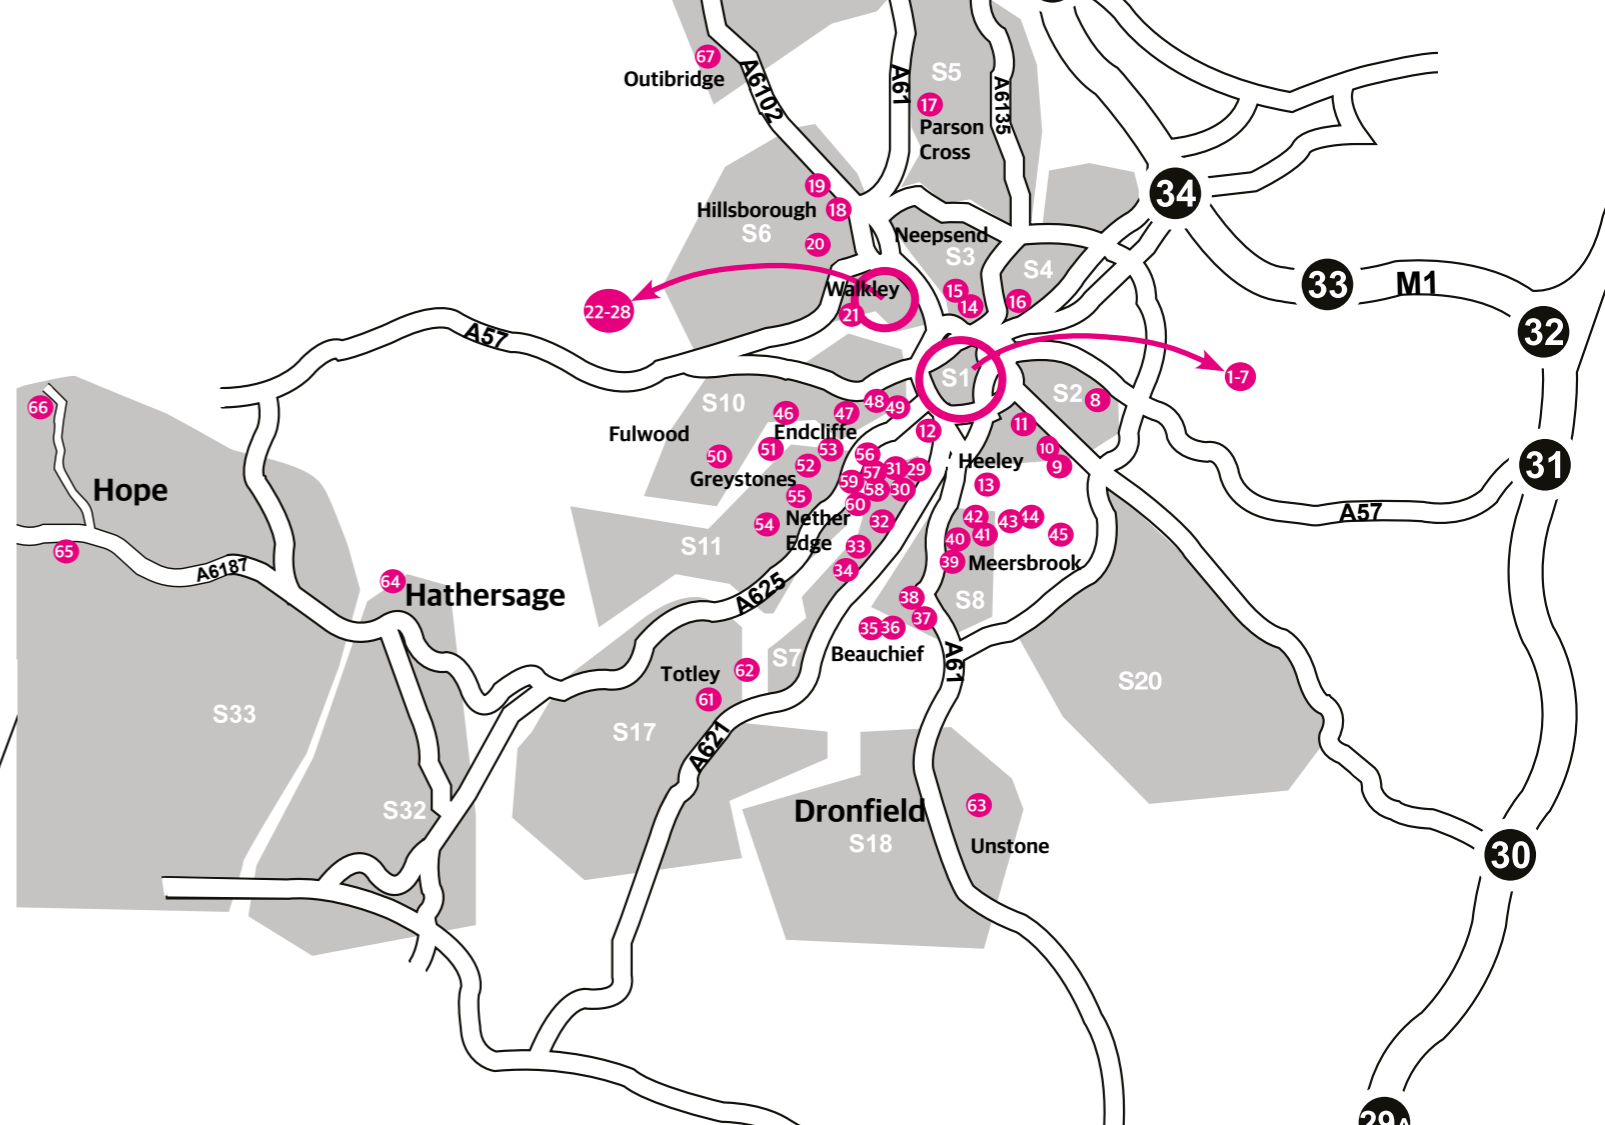 67
Outibridge
A6102
A61
S5
A6135
17
Parson
Cross
34
19
18
Hillsborough
S6
20
Neepsend
S3
S4
33
M1
Walkley
15
14
16
21
22-28
32
A57
S1
1-7
S2
8
66
S10
46
47
48
49
12
11
Fulwood
Endcliffe
50
51
53
52
56
10
9
Heeley
31
Hope
Greystones
57
31
29
59
58
30
13
55
60
54
Nether
Edge
32
42
43
44
A57
S11
41
45
40
33
65
A6187
34
39
Meersbrook
64
Hathersage
A625
38
S8
37
35
36
Beauchief
A61
S7
Totley
62
61
S20
S33
S17
A621
S32
Dronfield
S18
63
Unstone
30
29A